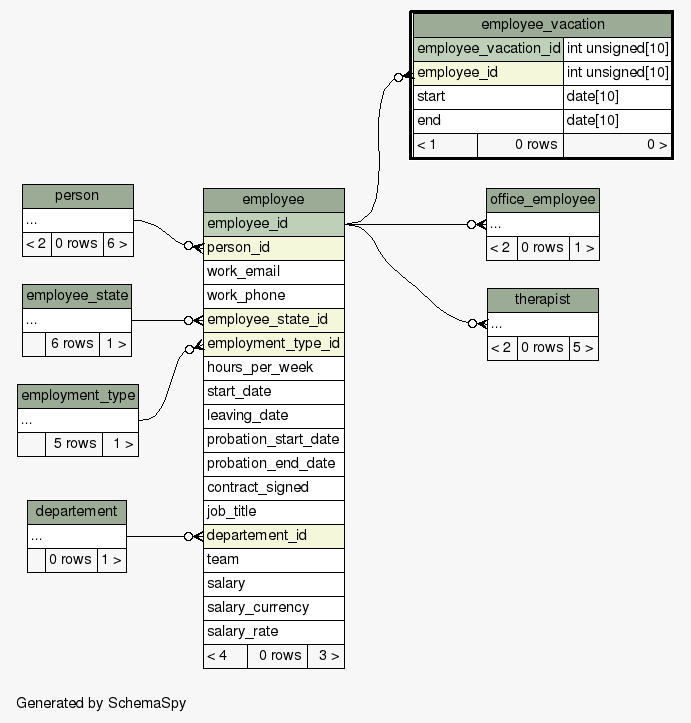 employee_vacation
employee_vacation_id int unsigned[10]
employee_id int unsigned[10]
start date[10]
end date[10]
< 1 0 rows 0 >
person
...
< 2 0 rows 6 >
employee_state
...
6 rows 1 >
employment_type
...
5 rows 1 >
departement
...
0 rows 1 >
employee
employee_id
person_id
work_email
work_phone
employee_state_id
employment_type_id
hours_per_week
start_date
leaving_date
probation_start_date
probation_end_date
contract_signed
job_title
departement_id
team
salary
salary_currency
salary_rate
< 4 0 rows 3 >
office_employee
...
< 2 0 rows 1 >
therapist
...
< 2 0 rows 5 >
Generated by SchemaSpy